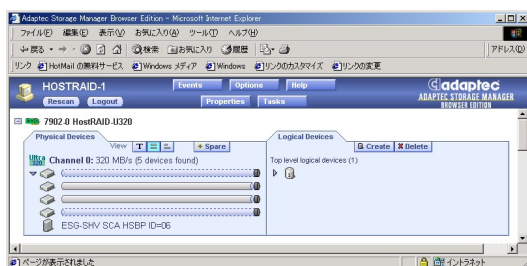 Adaptec Storage Manager Browser Edition - Microsoft Internet Explorer
ファイル(F) 編集(E) 表示(V) お気に入り(A) ツール(T) ヘルプ(H)
戻る 検索 お気に入り 履歴 アドレス(D)
リンク HotMail の無料サービス Windows メディア Windows リンクのカスタマイズ リンクの変更
HOSTRAID-1 Events Options Help adaptec
Rescan Logout Properties Tasks ADAPTEC STORAGE MANAGER
BROWSER EDITION
7902-0 HostRAID-U320
Physical Devices Logical Devices
View T + Spare Create Delete
Ultra 320 Channel 0: 320 MB/s (5 devices found) Top level logical devices (1)
ESG-SHV SCA HSBP ID=06
ページが表示されました イントラネット